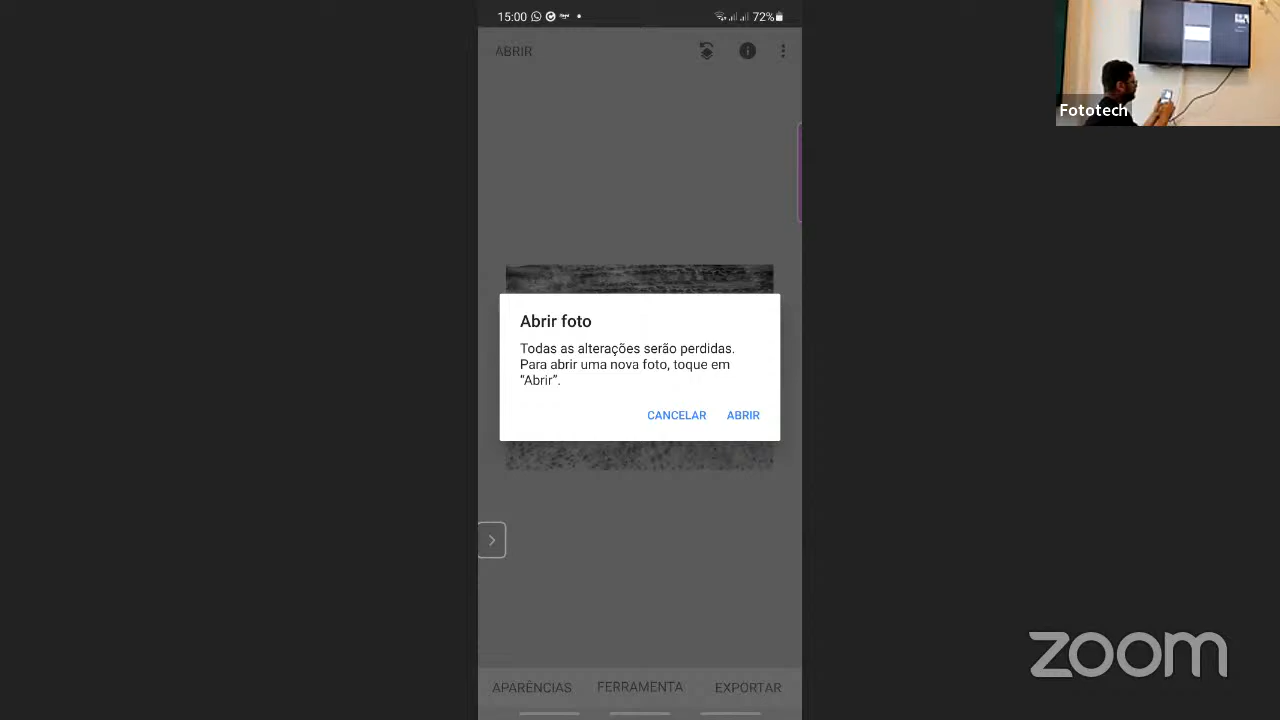 15:00
72%
ABRIR
Abrir foto
Todas as alterações serão perdidas.
Para abrir uma nova foto, toque em
“Abrir”.
CANCELAR ABRIR
APARÊNCIAS FERRAMENTA EXPORTAR
Fototech
zoom